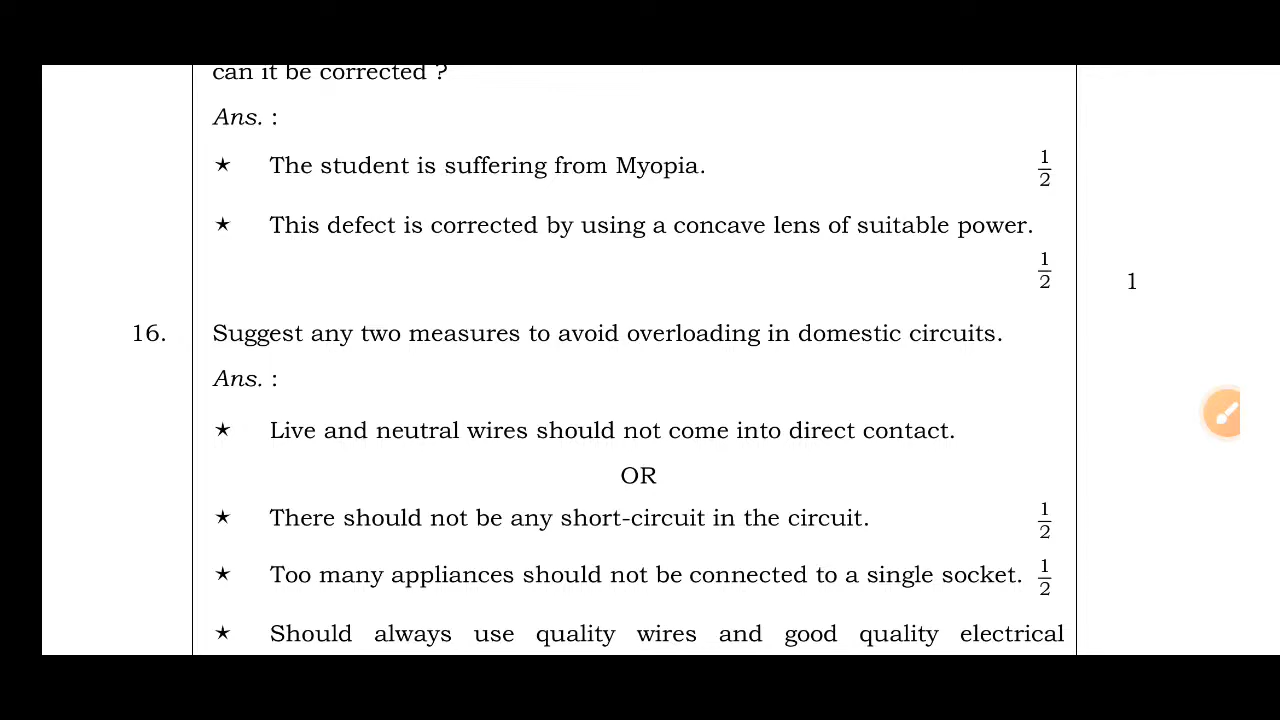 can it be corrected ?
Ans. :
★ The student is suffering from Myopia. 1/2
★ This defect is corrected by using a concave lens of suitable power.
1/2
1
16. Suggest any two measures to avoid overloading in domestic circuits.
Ans. :
★ Live and neutral wires should not come into direct contact.
OR
★ There should not be any short-circuit in the circuit. 1/2
★ Too many appliances should not be connected to a single socket. 1/2
★ Should always use quality wires and good quality electrical